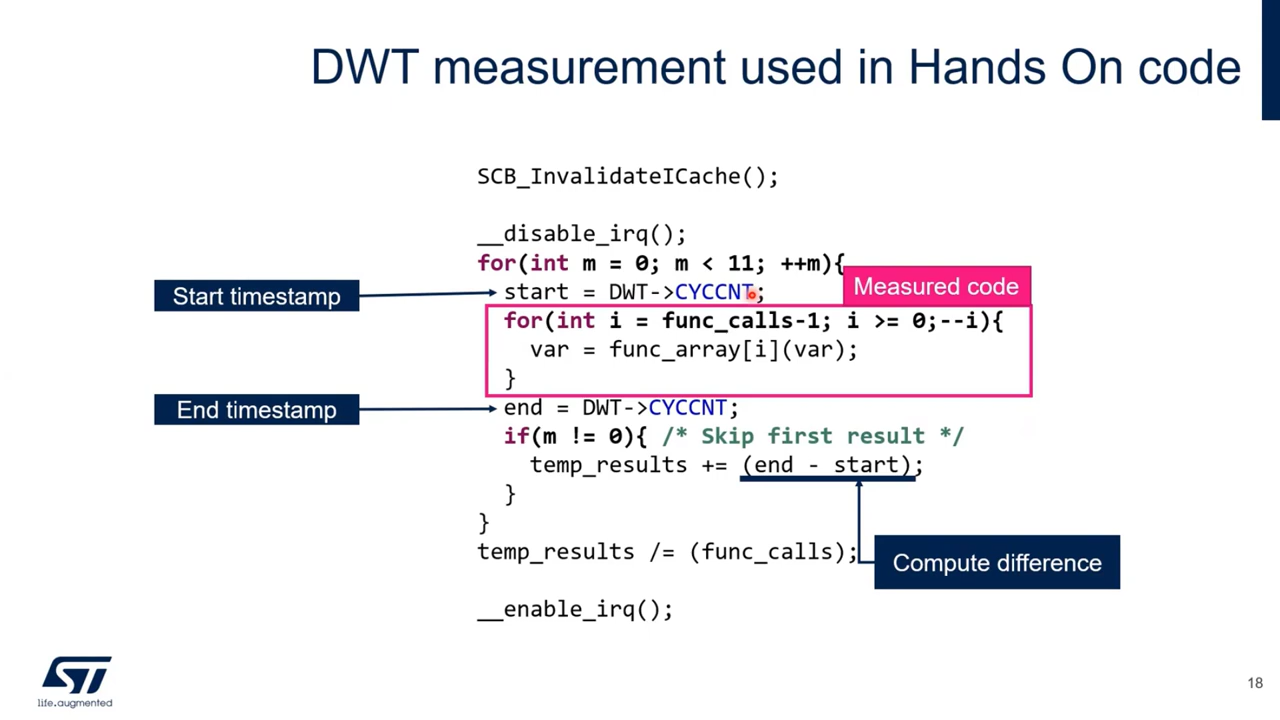 DWT measurement used in Hands On code
SCB_InvalidateICache();
__disable_irq();
for(int m = 0; m < 11; ++m){
Start timestamp
start = DWT->CYCCNT;
Measured code
for(int i = func_calls-1; i >= 0;--i){
var = func_array[i](var);
}
End timestamp
end = DWT->CYCCNT;
if(m != 0){ /* Skip first result */
temp_results += (end - start);
}
}
temp_results /= (func_calls);
Compute difference
__enable_irq();
ST
life.augmented
18